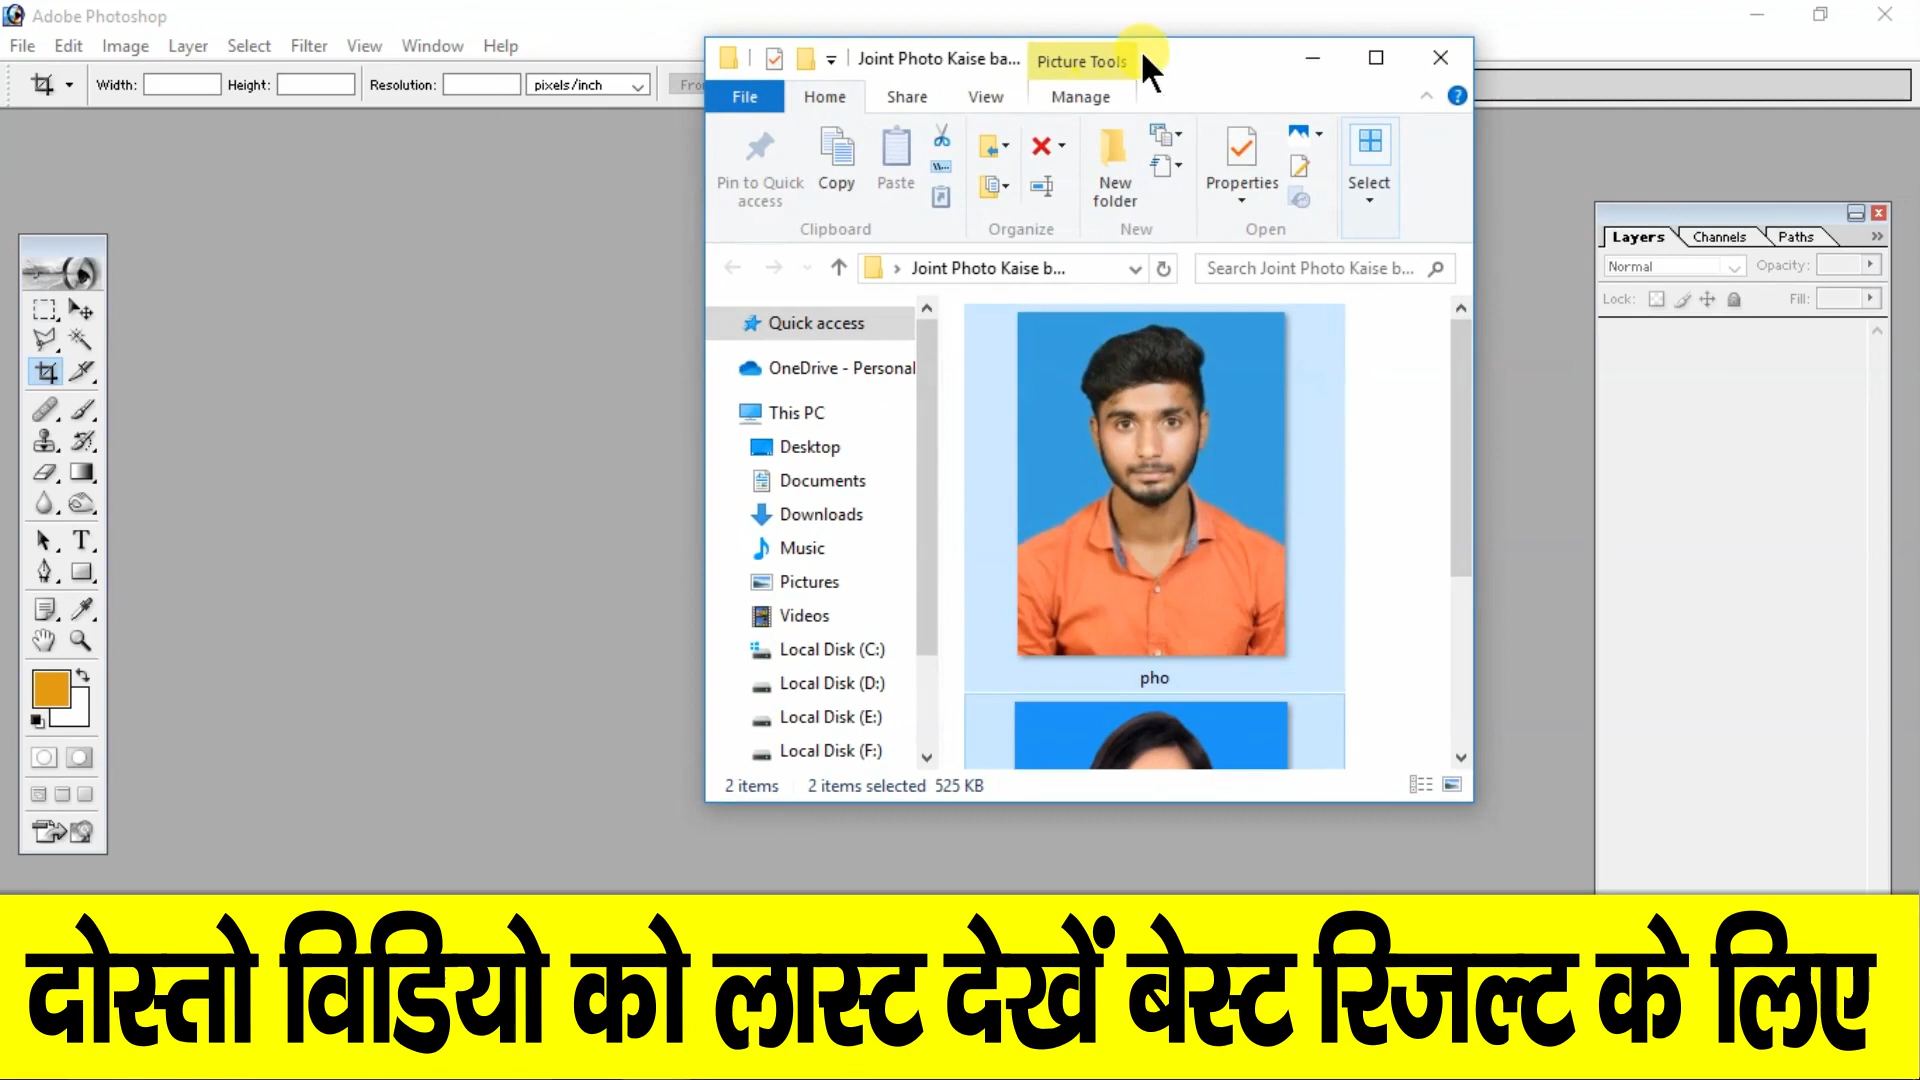 Adobe Photoshop
File Edit Image Layer Select Filter View Window Help
Width: Height: Resolution: pixels/inch Fro
Joint Photo Kaise ba... Picture Tools
File Home Share View Manage
Pin to Quick access Copy Paste New folder Properties Select
Clipboard Organize New Open
Joint Photo Kaise b... Search Joint Photo Kaise b...
Quick access
OneDrive - Personal
This PC
Desktop
Documents
Downloads
Music
Pictures
Videos
Local Disk (C:)
Local Disk (D:)
Local Disk (E:)
Local Disk (F:)
pho
2 items 2 items selected 525 KB
Layers Channels Paths
Normal Opacity:
Lock: Fill:
दोस्तो विडियो को लास्ट देखें बेस्ट रिजल्ट के लिए